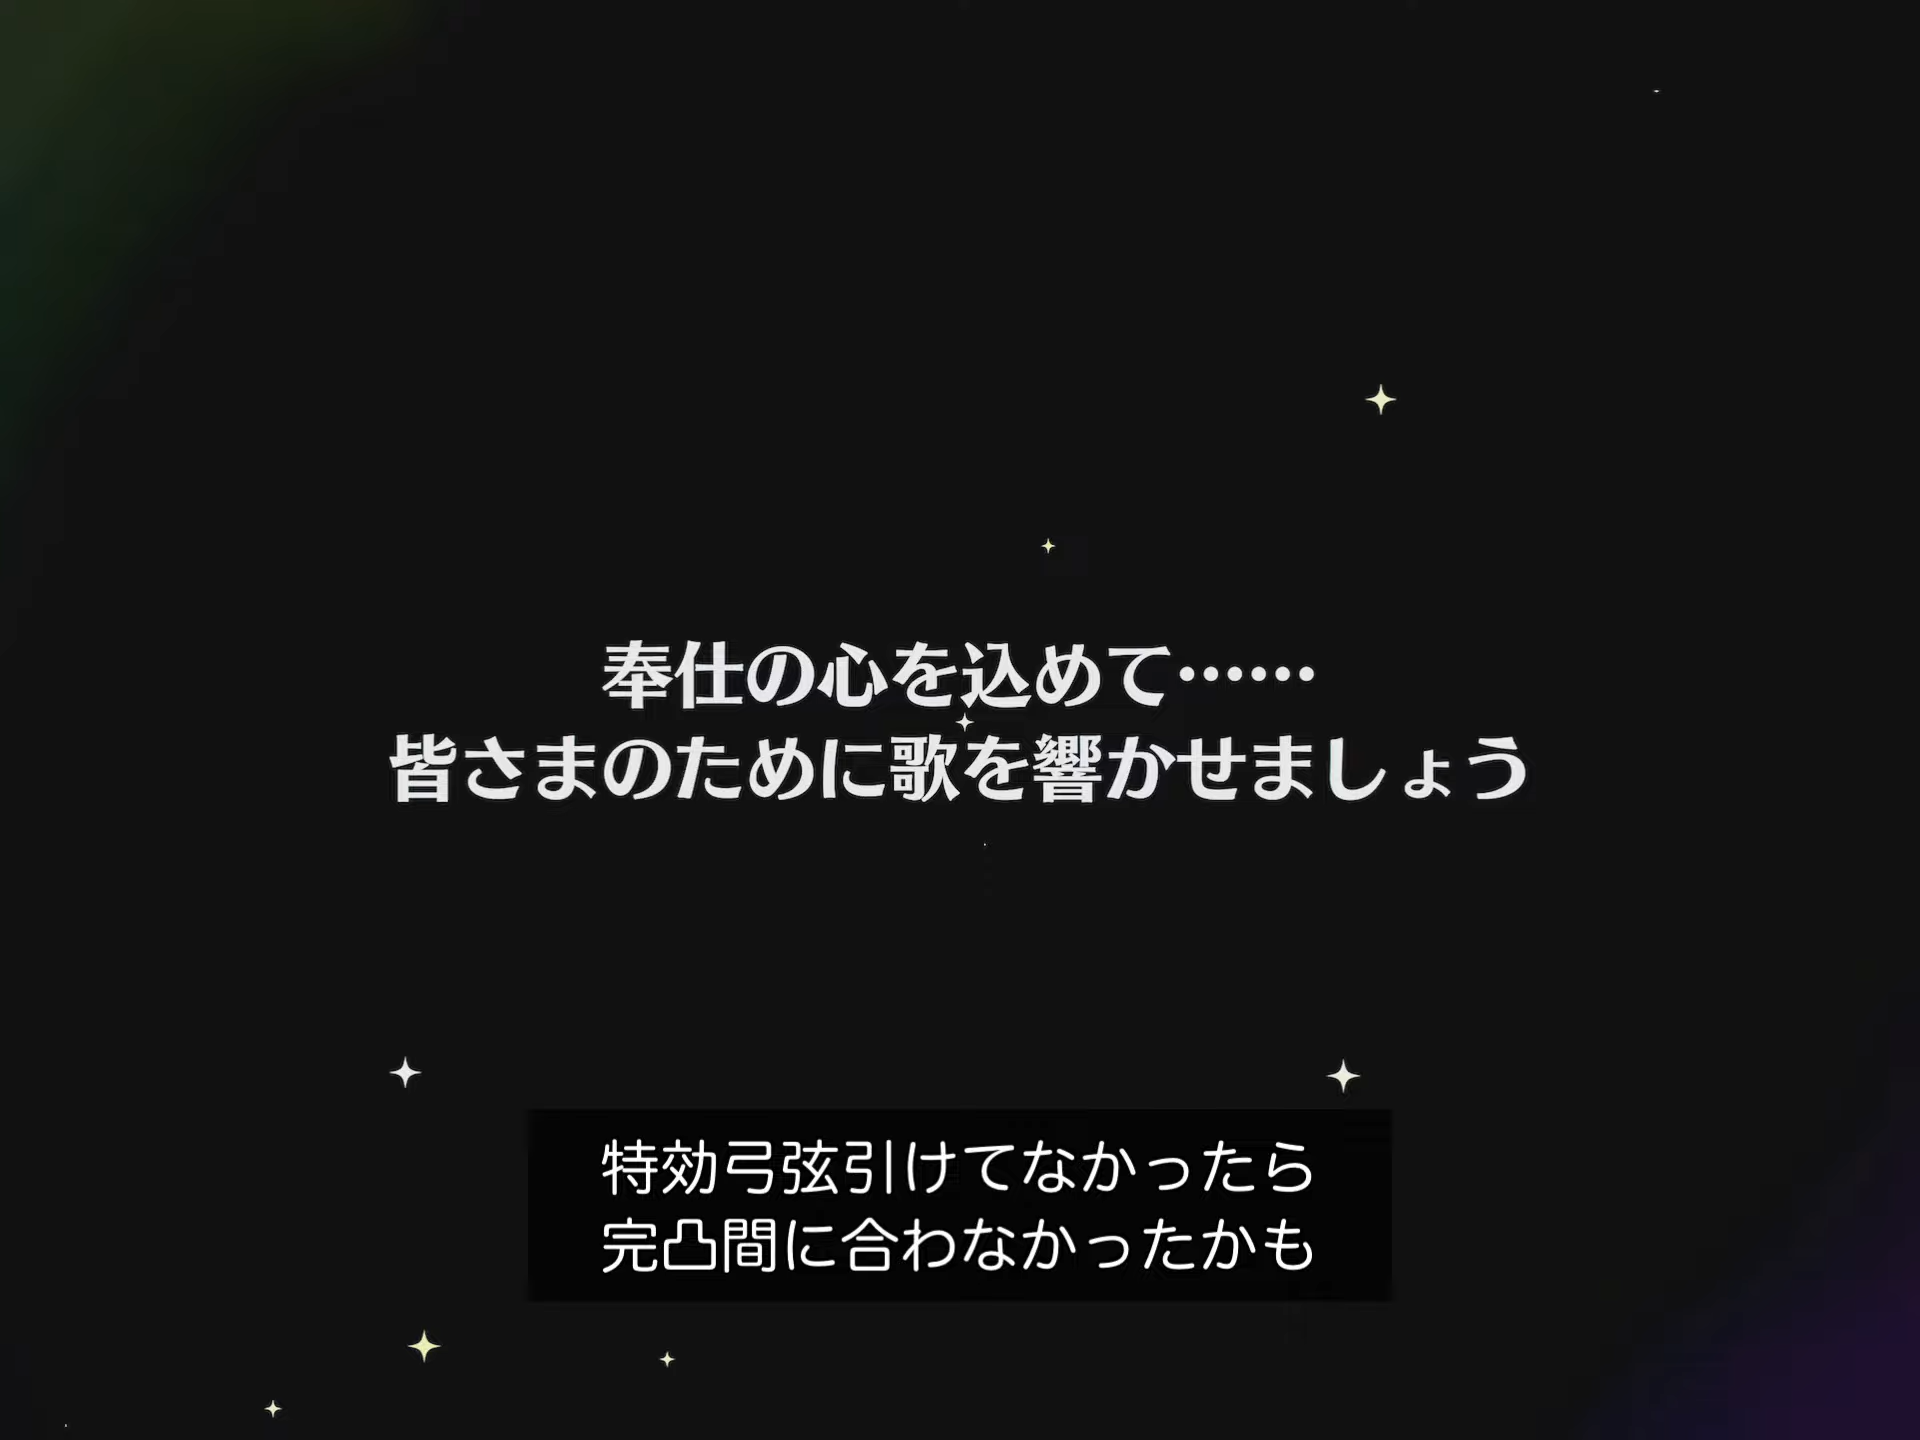 奉仕の心を込めて……
皆さまのために歌を響かせましょう
特効弓弦引けてなかったら
完凸間に合わなかったかも